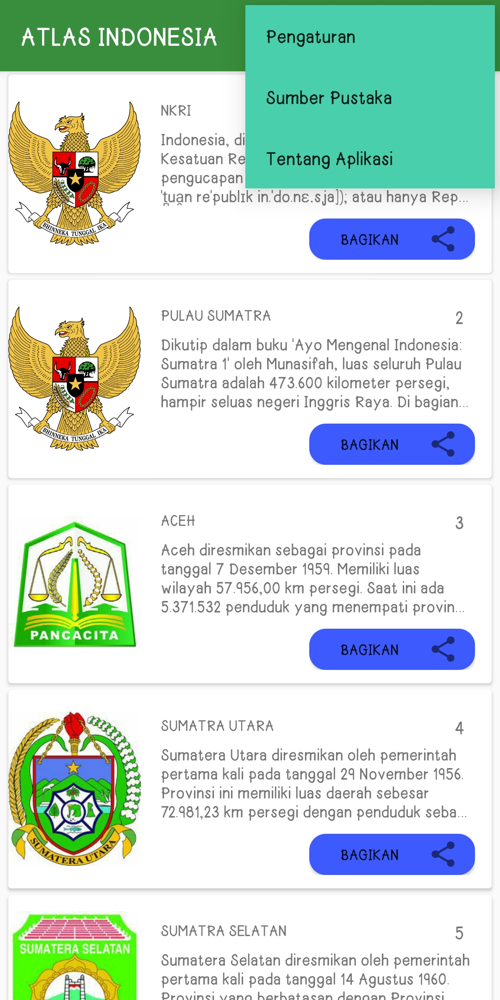 ATLAS INDONESIA
Pengaturan
Sumber Pustaka
Tentang Aplikasi
NKRI
Indonesia, di
Kesatuan Re
pengucapan
't̪u̯an re'publɪk in.'do.nɛ.sja]); atau hanya Rep...
BHINNEKA TUNGGAL IKA
BAGIKAN
PULAU SUMATRA
2
Dikutip dalam buku 'Ayo Mengenal Indonesia:
Sumatra 1' oleh Munasifah, luas seluruh Pulau
Sumatra adalah 473.600 kilometer persegi,
hampir seluas negeri Inggris Raya. Di bagian...
BHINNEKA TUNGGAL IKA
BAGIKAN
ACEH
3
Aceh diresmikan sebagai provinsi pada
tanggal 7 Desember 1959. Memiliki luas
wilayah 57.956,00 km persegi. Saat ini ada
5.371.532 penduduk yang menempati provin...
PANCACITA
BAGIKAN
SUMATRA UTARA
4
Sumatera Utara diresmikan oleh pemerintah
pertama kali pada tanggal 29 November 1956.
Provinsi ini memiliki luas daerah sebesar
72.981,23 km persegi dengan penduduk seba...
SUMATERA UTARA
BAGIKAN
SUMATRA SELATAN
5
SUMATERA SELATAN
Sumatera Selatan diresmikan oleh pemerintah
pertama kali pada tanggal 14 Agustus 1960.
Provinsi yang berbatasan dengan Provinsi